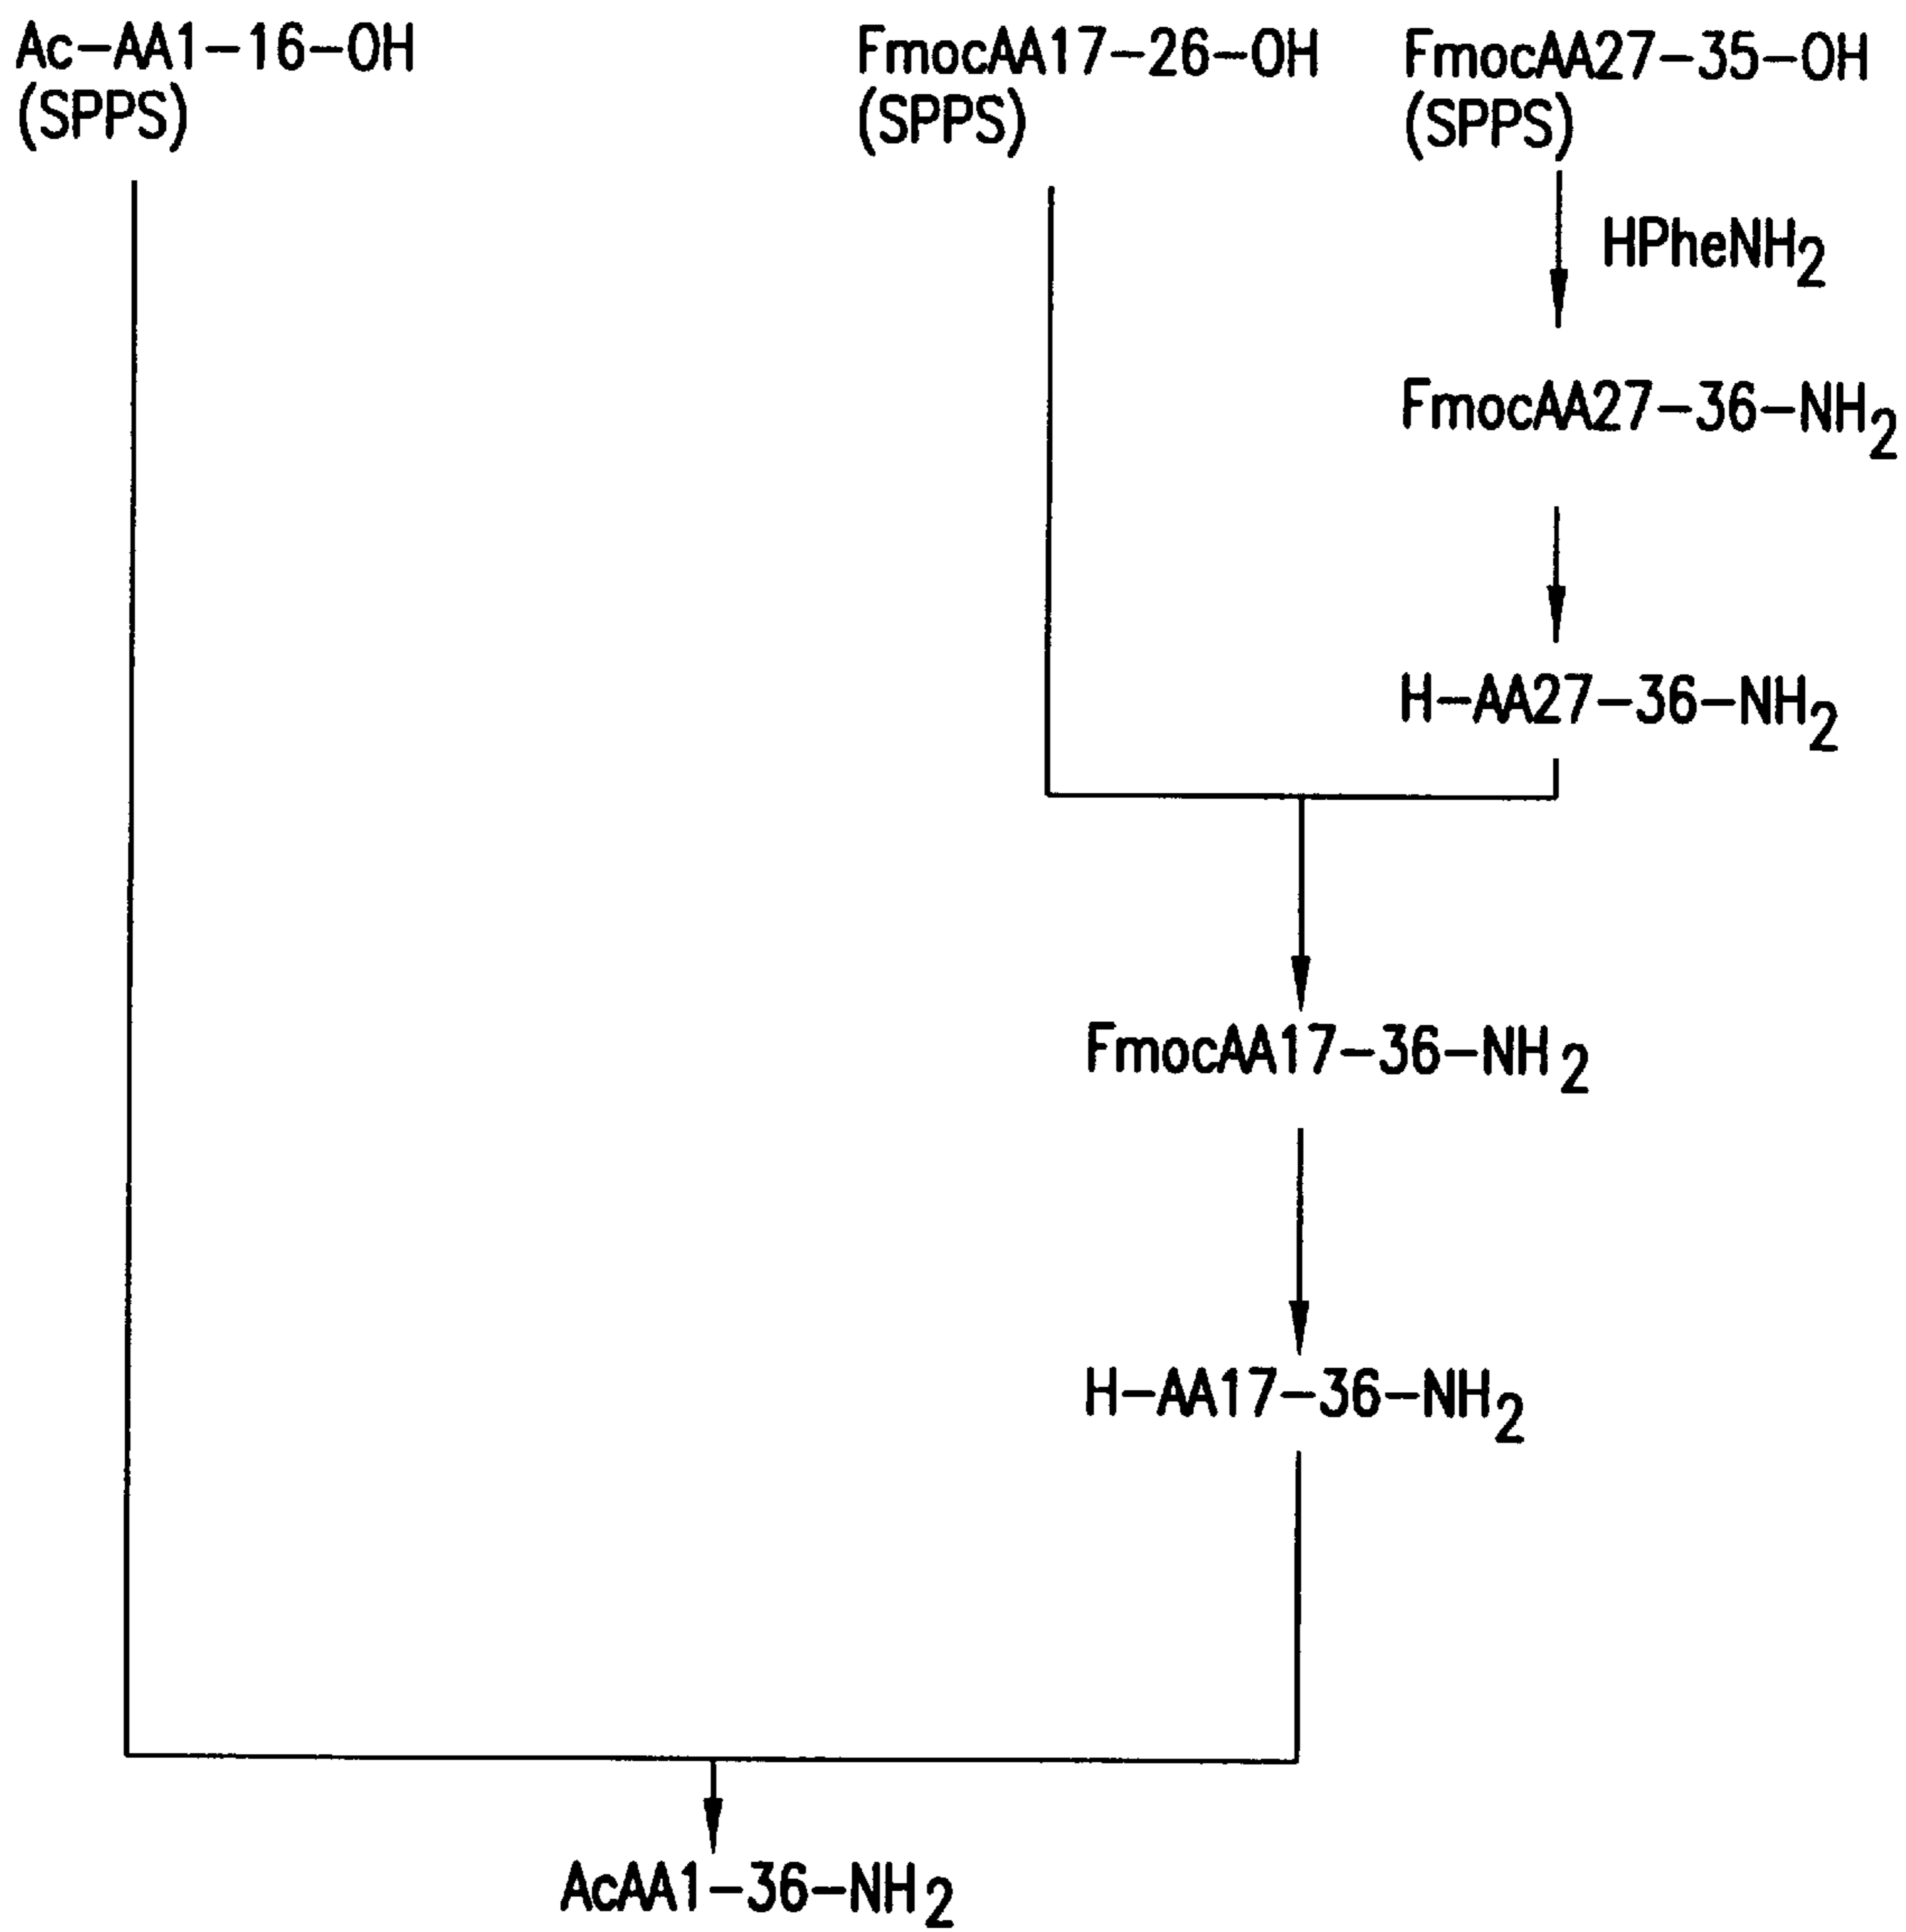 Ac-AA1-16-OH
(SPPS)
FmocAA17-26-OH
(SPPS)
FmocAA27-35-OH
(SPPS)
HPheNH2
FmocAA27-36-NH2
H-AA27-36-NH2
FmocAA17-36-NH2
H-AA17-36-NH2
AcAA1-36-NH2